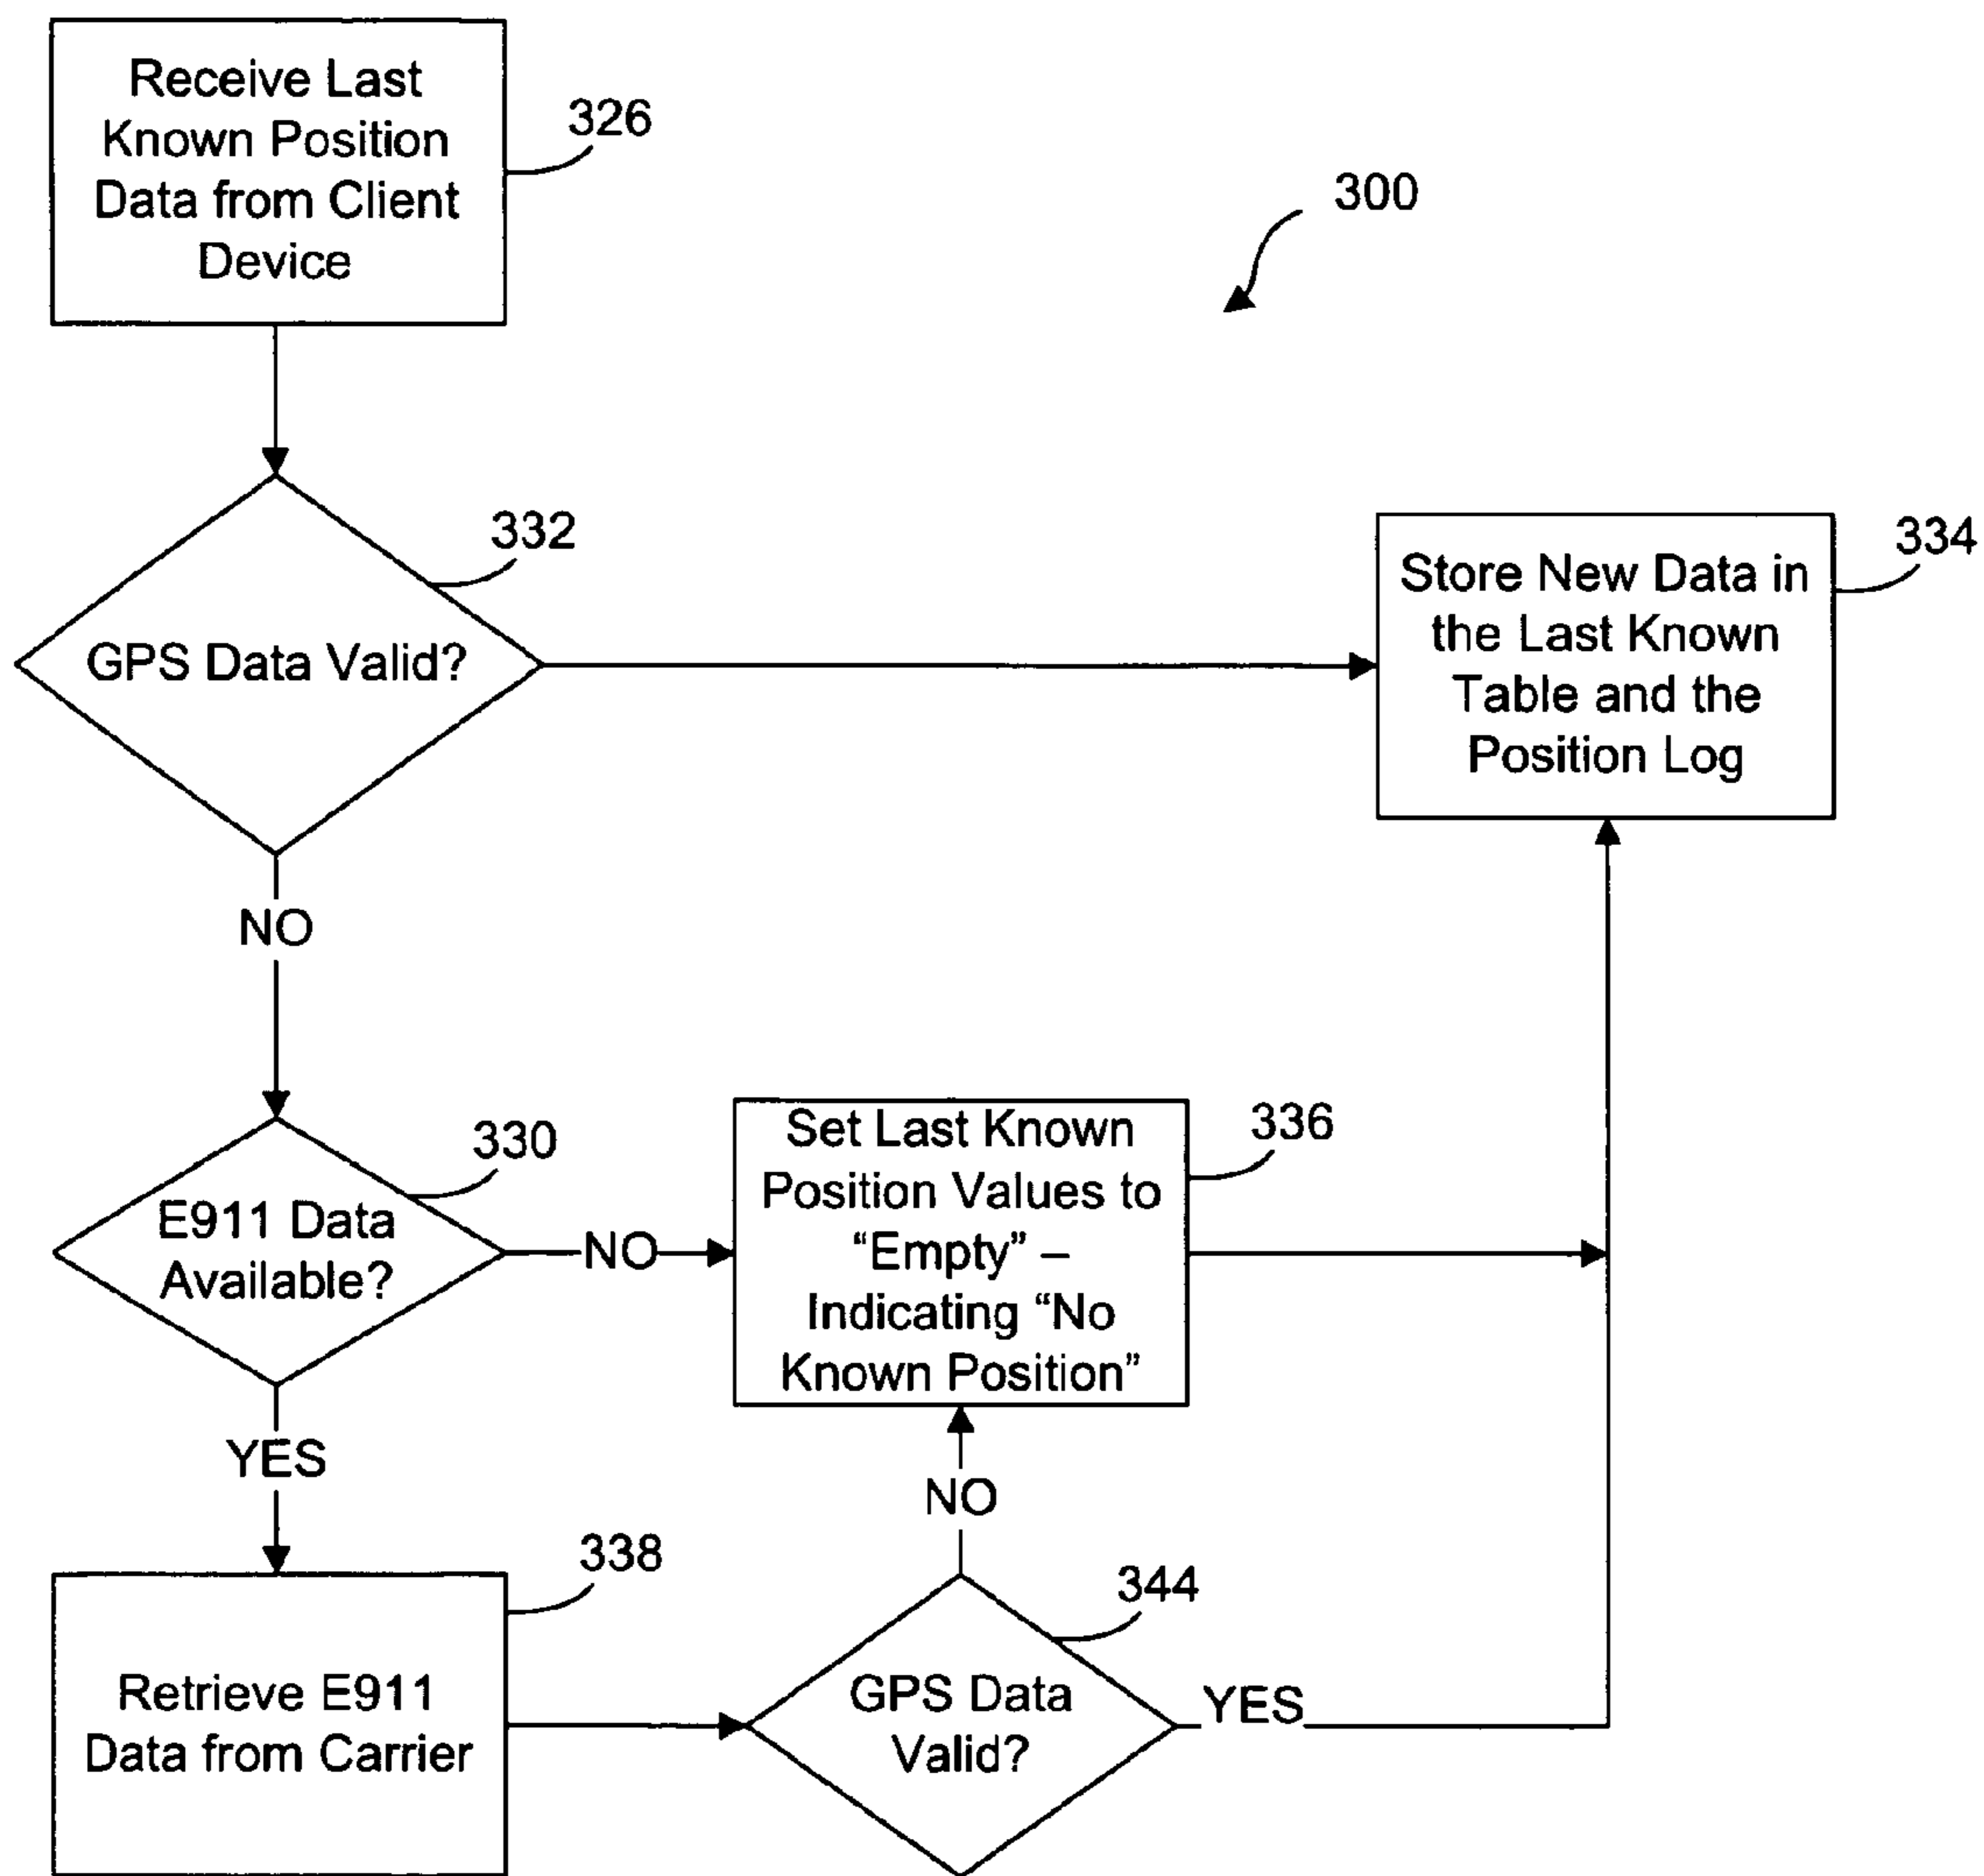 Receive Last
Known Position
Data from Client
Device
326
300
332
GPS Data Valid?
334
Store New Data in
the Last Known
Table and the
Position Log
NO
330
E911 Data
Available?
NO
336
Set Last Known
Position Values to
“Empty” –
Indicating “No
Known Position”
YES
NO
338
Retrieve E911
Data from Carrier
344
GPS Data
Valid?
YES